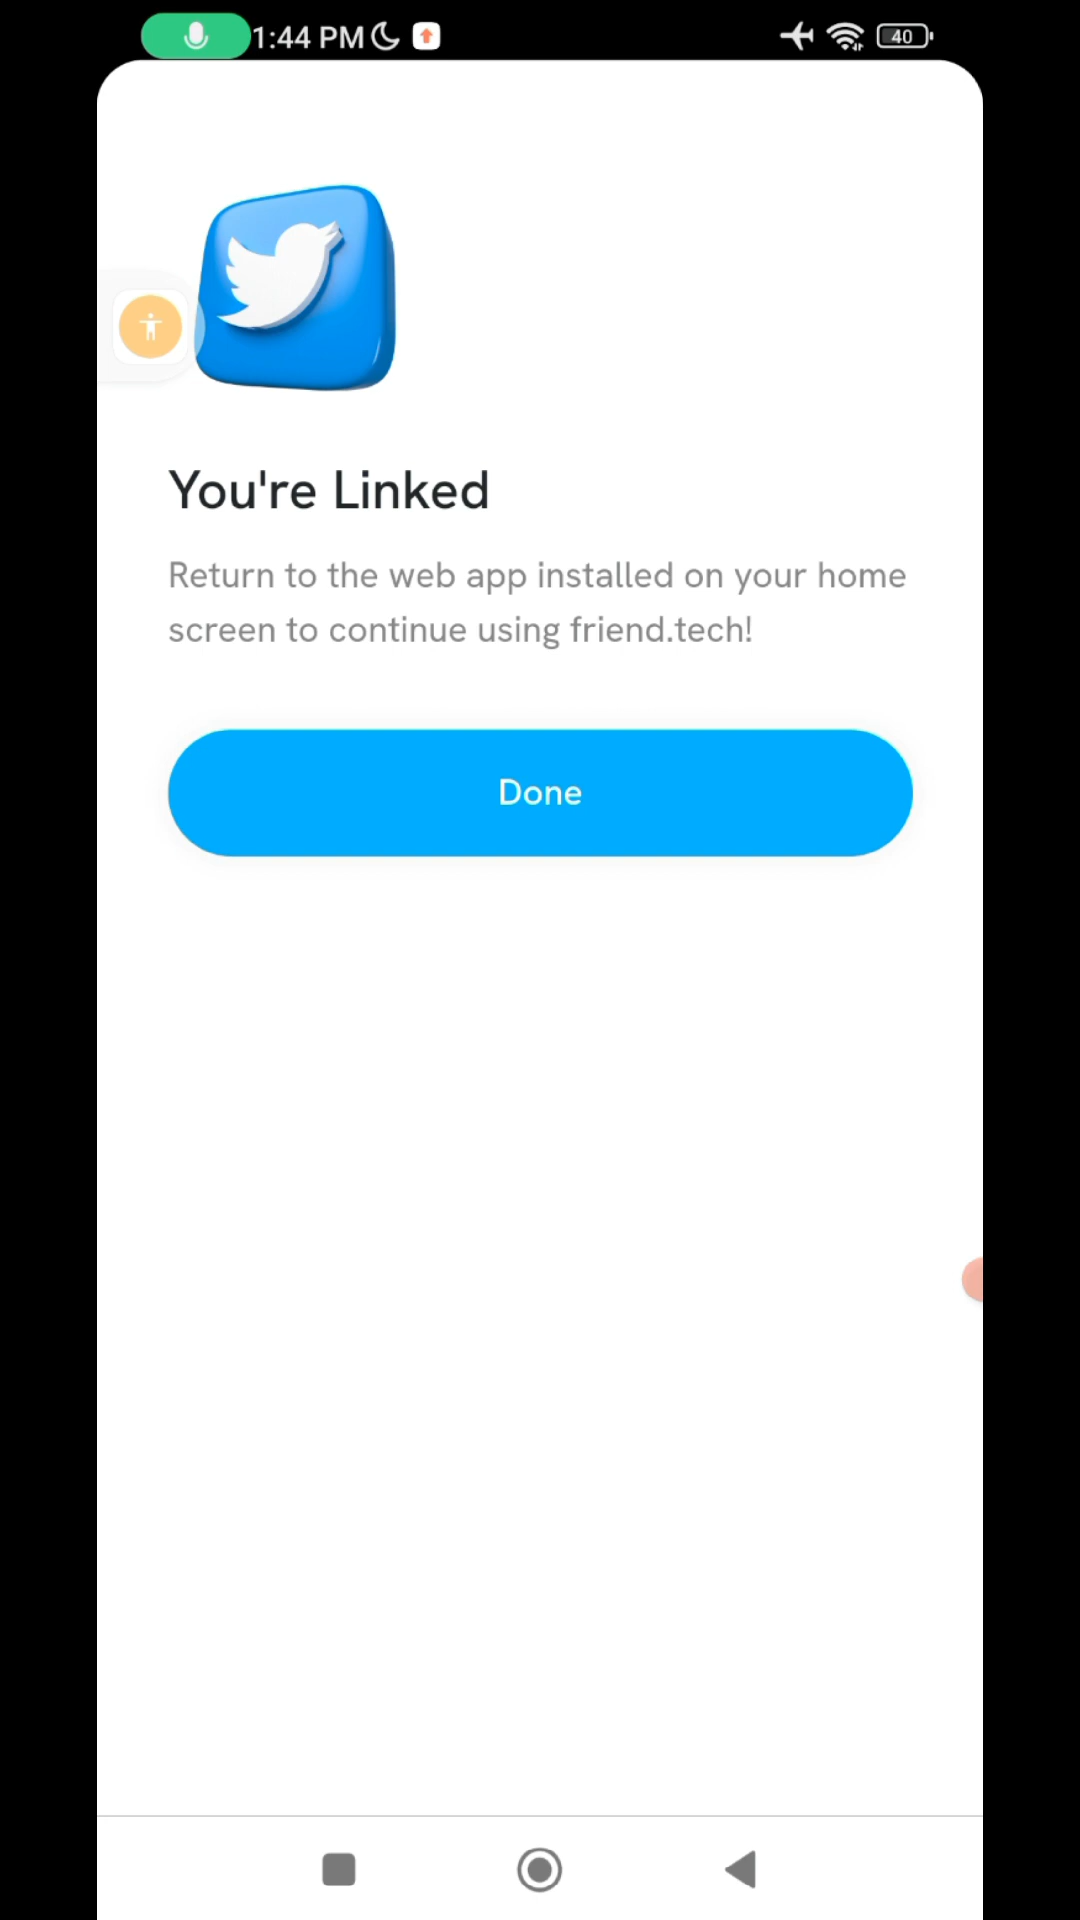 1:44 PM
40
You're Linked
Return to the web app installed on your home
screen to continue using friend.tech!
Done